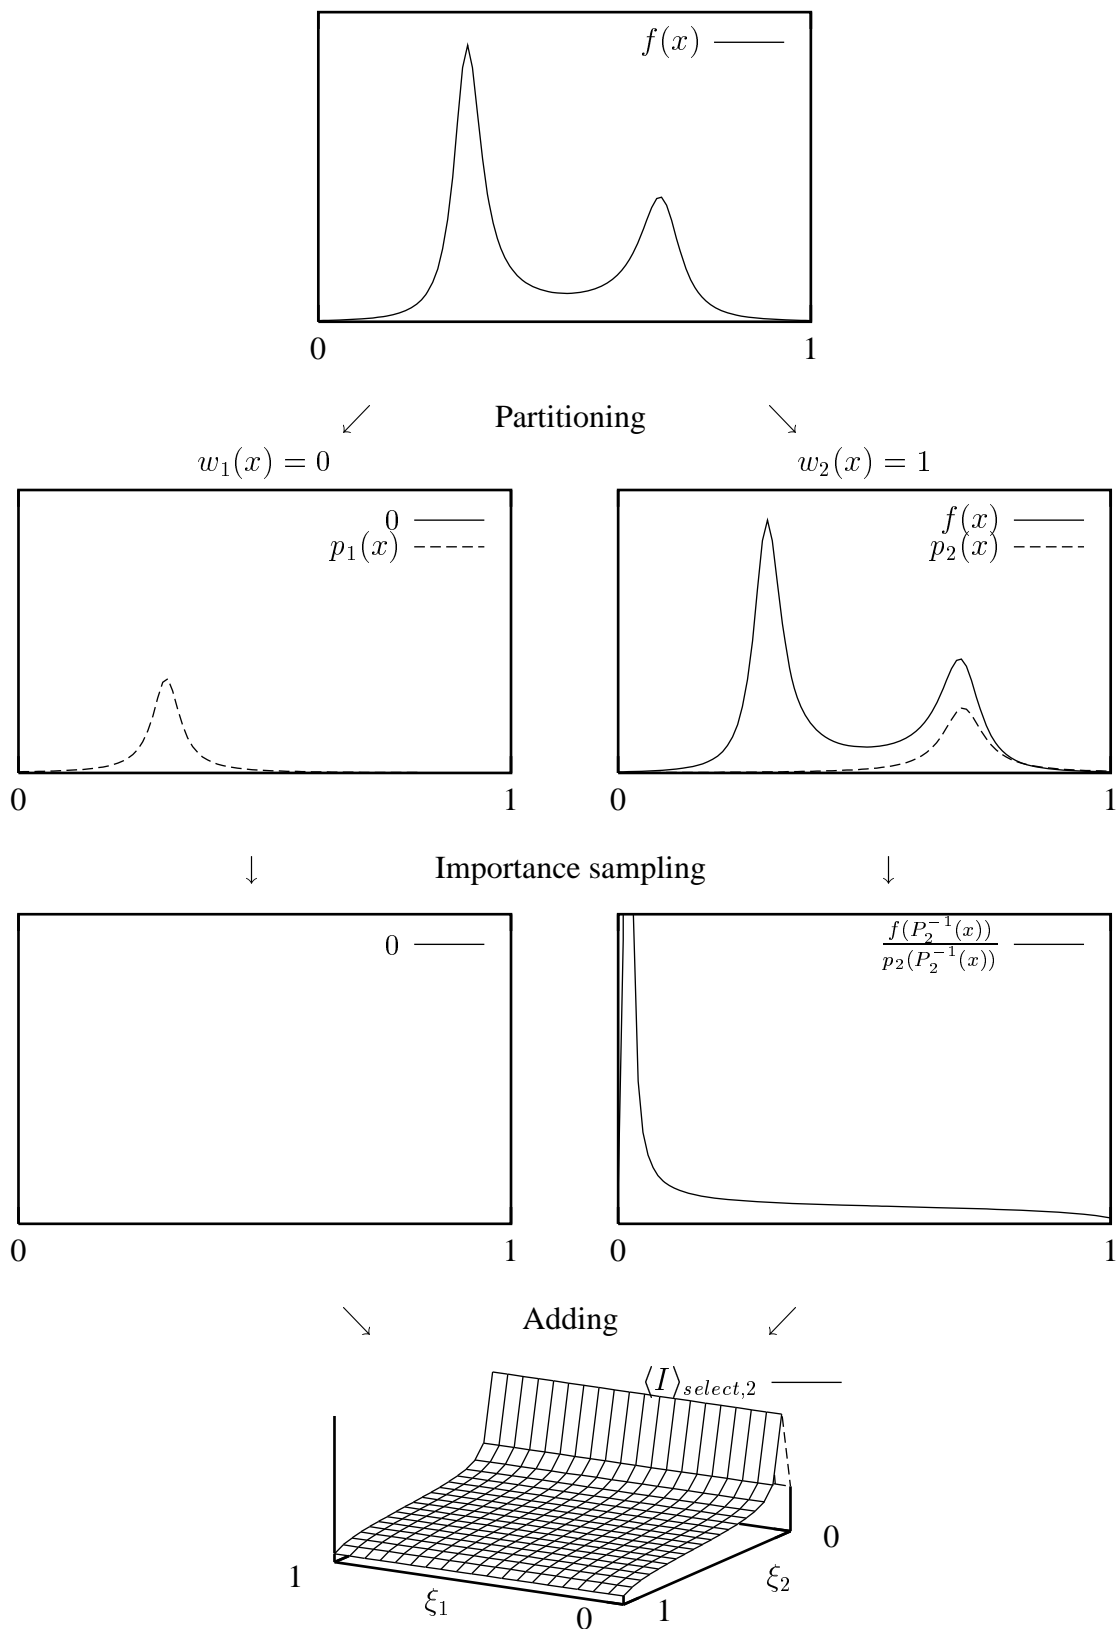 f(x)
0 1
Partitioning
w₁(x) = 0
w₂(x) = 1
0
p₁(x)
0 1
f(x)
p₂(x)
0 1
Importance sampling
0
0 1
f(P₂⁻¹(x))
p₂(P₂⁻¹(x))
0 1
Adding
⟨I⟩select,2
1
ξ₁
0
1
ξ₂
0